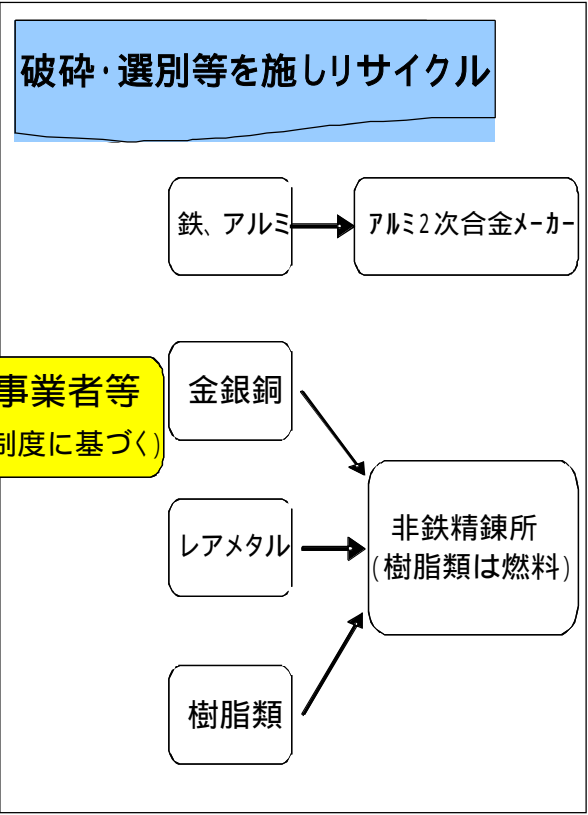 破砕・選別等を施しリサイクル
鉄、アルミ
アルミ2次合金メーカー
事業者等
制度に基づく)
金銀銅
レアメタル
非鉄精錬所
(樹脂類は燃料)
樹脂類